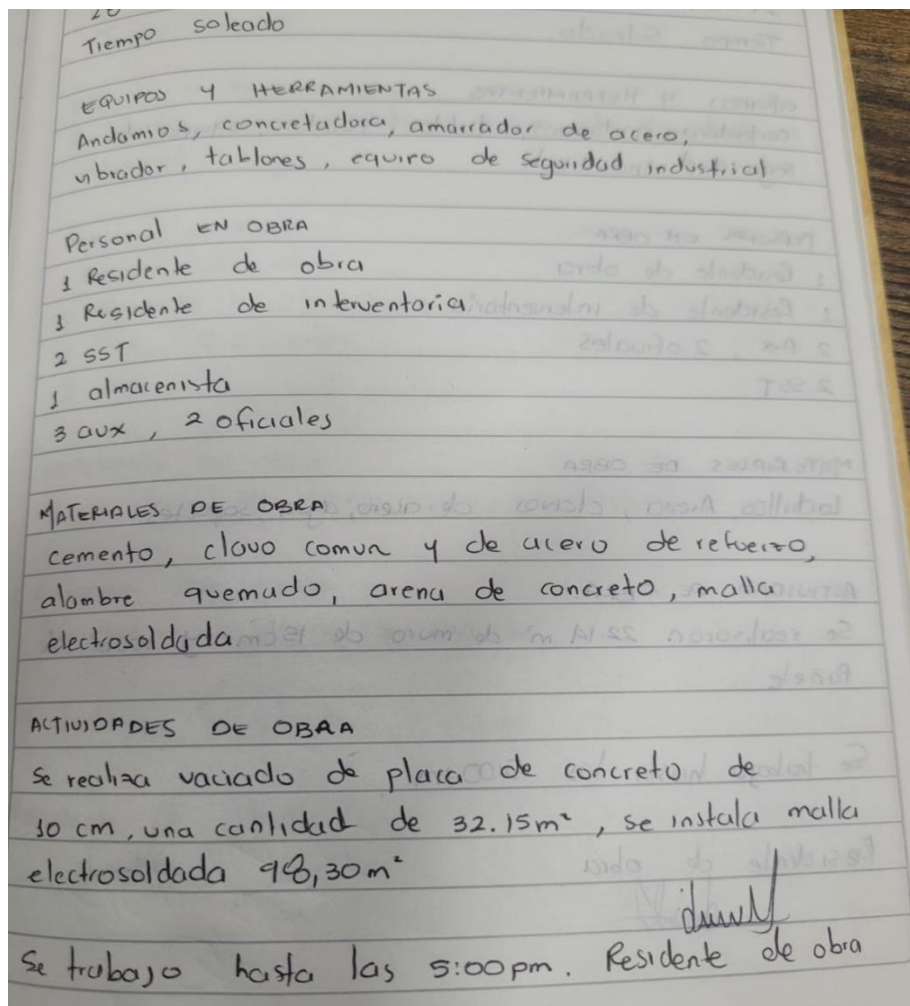 Tiempo soleado
EQUIPOS Y HERRAMIENTAS
Andamios, concretadora, amarrador de acero,
vibrador, tablones, equiro de seguridad industrial
Personal EN OBRA
1 Residente de obra
1 Residente de interventoria
2 SST
1 almacenista
3 aux, 2 oficiales
MATERIALES DE OBRA
cemento, clavo comun y de acero de refuerzo,
alambre quemado, arena de concreto, malla
electrosoldada
ACTIVIDADES DE OBRA
Se realiza vaciado de placa de concreto de
10 cm, una cantidad de 32.15m², se instala malla
electrosoldada 98,30m²
Se trabajo hasta las 5:00pm. Residente de obra